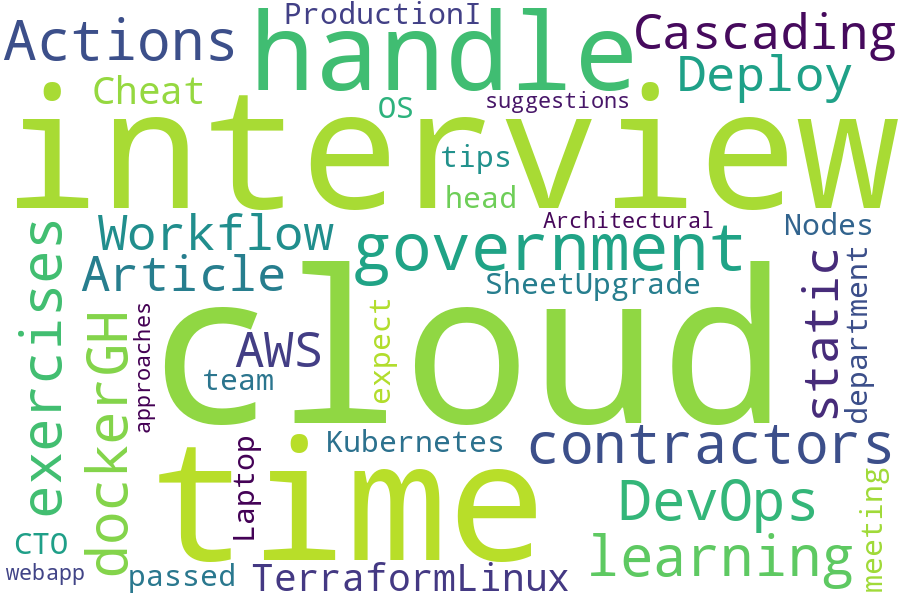 ProductionI
Actions
handle
Cascading
Cheat
Deploy
OS
suggestions
interview
tips
head
Architectural
Nodes
Workflow
government
exercises
Article
SheetUpgrade
static
department
cloud
dockerGH
approaches
AWS
expect
team
Kubernetes
contractors
Laptop
time
DevOps
meeting
CTO
learning
webapp
passed
TerraformLinux